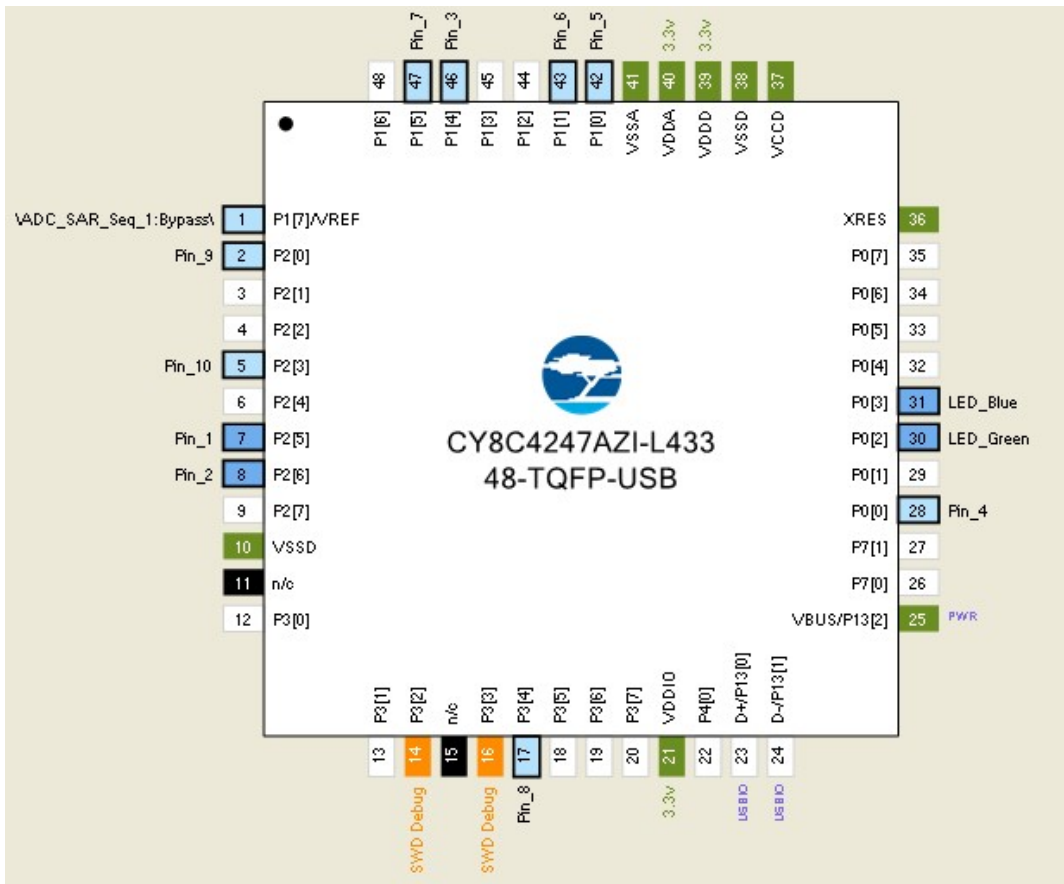 Pin_7
Pin_3
Pin_6
Pin_5
3.3v
3.3v
48
47
46
45
44
43
42
41
40
39
38
37
P1[6]
P1[5]
P1[4]
P1[3]
P1[2]
P1[1]
P1[0]
VSSA
VDDA
VDDD
VSSD
VCCD
\ADC_SAR_Seq_1:Bypass\ 1 P1[7]/VREF
Pin_9 2 P2[0]
3 P2[1]
4 P2[2]
Pin_10 5 P2[3]
6 P2[4]
Pin_1 7 P2[5]
Pin_2 8 P2[6]
9 P2[7]
10 VSSD
11 n/c
12 P3[0]
CY8C4247AZI-L433
48-TQFP-USB
XRES 36
P0[7] 35
P0[6] 34
P0[5] 33
P0[4] 32
P0[3] 31 LED_Blue
P0[2] 30 LED_Green
P0[1] 29
P0[0] 28 Pin_4
P7[1] 27
P7[0] 26
VBUS/P13[2] 25 PWR
P3[1]
P3[2]
n/c
P3[3]
P3[4]
P3[5]
P3[6]
P3[7]
VDDIO
P4[0]
D+/P13[0]
D-/P13[1]
13
14
15
16
17
18
19
20
21
22
23
24
SWD Debug
SWD Debug
Pin_8
3.3v
USBIO
USBIO